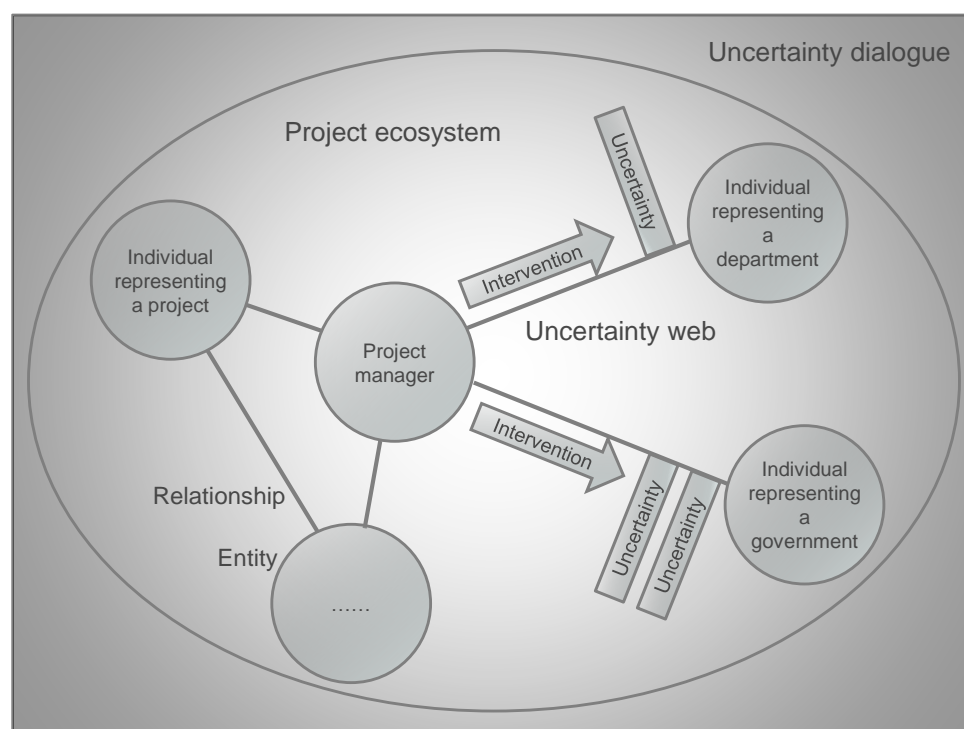 Uncertainty dialogue
Project ecosystem
Uncertainty
Individual
representing
a
department
Intervention
Individual
representing
a project
Uncertainty web
Project
manager
Intervention
Individual
representing
a
government
Relationship
Uncertainty
Uncertainty
Entity
......